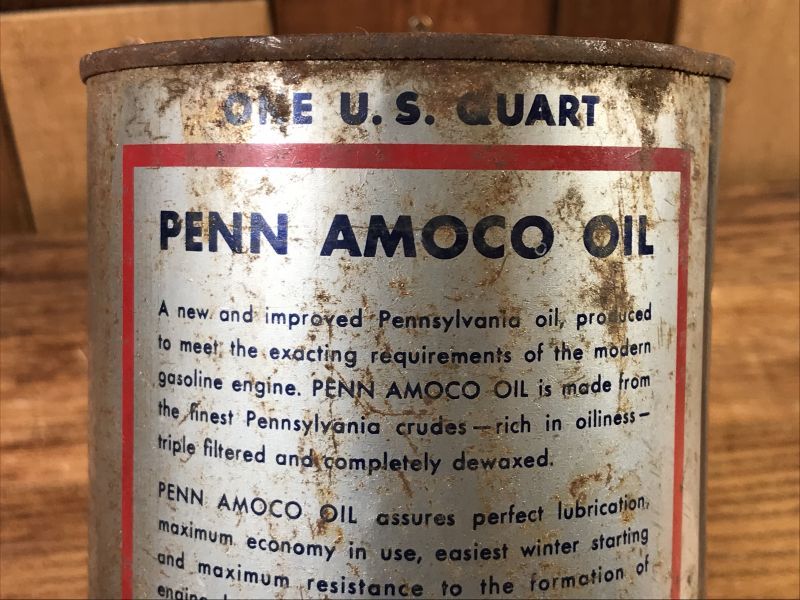 ONE U.S. QUART
PENN AMOCO OIL
A new and improved Pennsylvania oil, produced
to meet the exacting requirements of the modern
gasoline engine. PENN AMOCO OIL is made from
the finest Pennsylvania crudes—rich in oiliness—
triple filtered and completely dewaxed.
PENN AMOCO OIL assures perfect lubrication,
maximum economy in use, easiest winter starting
and maximum resistance to the formation of